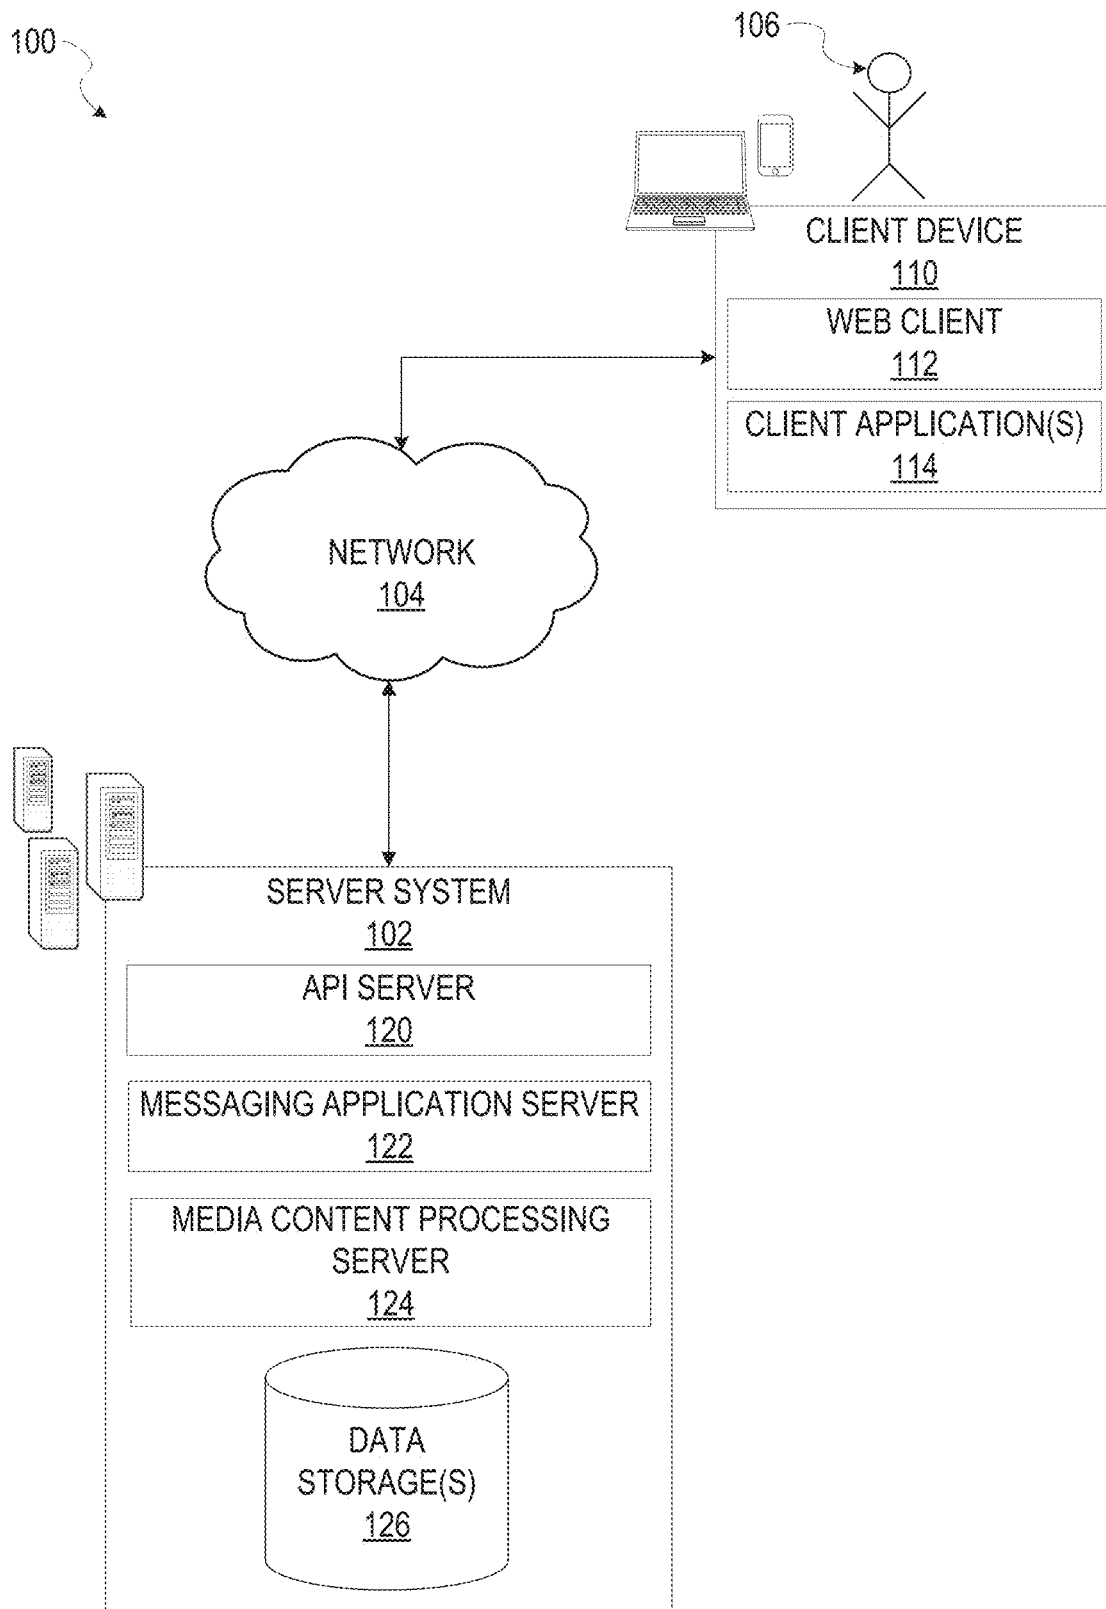 100
106
CLIENT DEVICE
110
WEB CLIENT
112
CLIENT APPLICATION(S)
114
NETWORK
104
SERVER SYSTEM
102
API SERVER
120
MESSAGING APPLICATION SERVER
122
MEDIA CONTENT PROCESSING
SERVER
124
DATA
STORAGE(S)
126